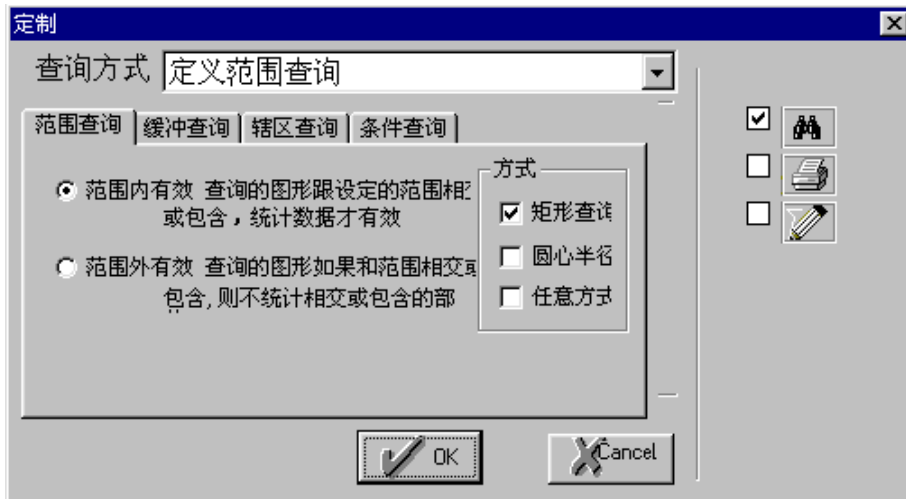 定制
查询方式 定义范围查询
范围查询 缓冲查询 辖区查询 条件查询
方式
范围内有效 查询的图形跟设定的范围相
或包含，统计数据才有效
矩形查询
圆心半径
范围外有效 查询的图形如果和范围相交或
包含,则不统计相交或包含的部
任意方式
OK
Cancel